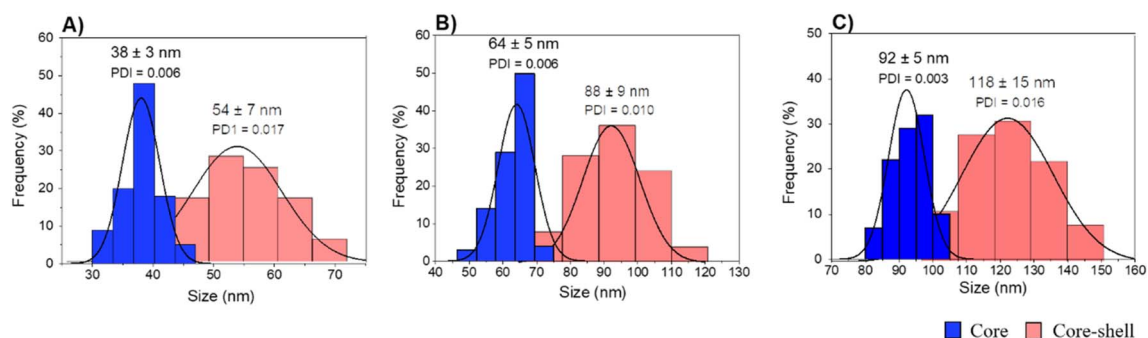 A)
60
50
40
30
20
10
0
Frequency (%)
38 ± 3 nm
PDI = 0.006
54 ± 7 nm
PD1 = 0.017
30 40 50 60 70
Size (nm)
B)
60
50
40
30
20
10
0
Frequency (%)
64 ± 5 nm
PDI = 0.006
88 ± 9 nm
PDI = 0.010
40 50 60 70 80 90 100 110 120 130
Size (nm)
C)
50
40
30
20
10
0
Frequency (%)
92 ± 5 nm
PDI = 0.003
118 ± 15 nm
PDI = 0.016
70 80 90 100 110 120 130 140 150 160
Size (nm)
Core Core-shell